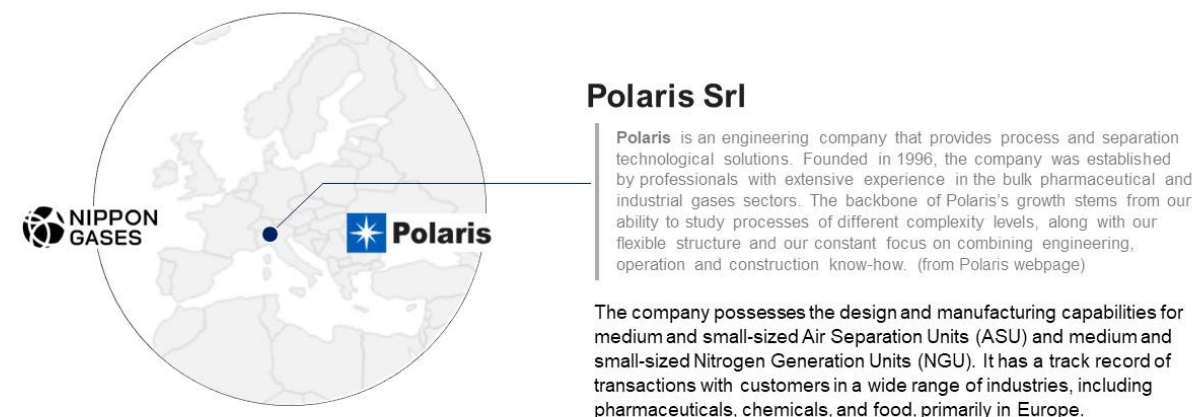 NIPPON
GASES
Polaris
Polaris Srl
Polaris is an engineering company that provides process and separation
technological solutions. Founded in 1996, the company was established
by professionals with extensive experience in the bulk pharmaceutical and
industrial gases sectors. The backbone of Polaris's growth stems from our
ability to study processes of different complexity levels, along with our
flexible structure and our constant focus on combining engineering,
operation and construction know-how. (from Polaris webpage)
The company possesses the design and manufacturing capabilities for
medium and small-sized Air Separation Units (ASU) and medium and
small-sized Nitrogen Generation Units (NGU). It has a track record of
transactions with customers in a wide range of industries, including
pharmaceuticals, chemicals, and food, primarily in Europe.